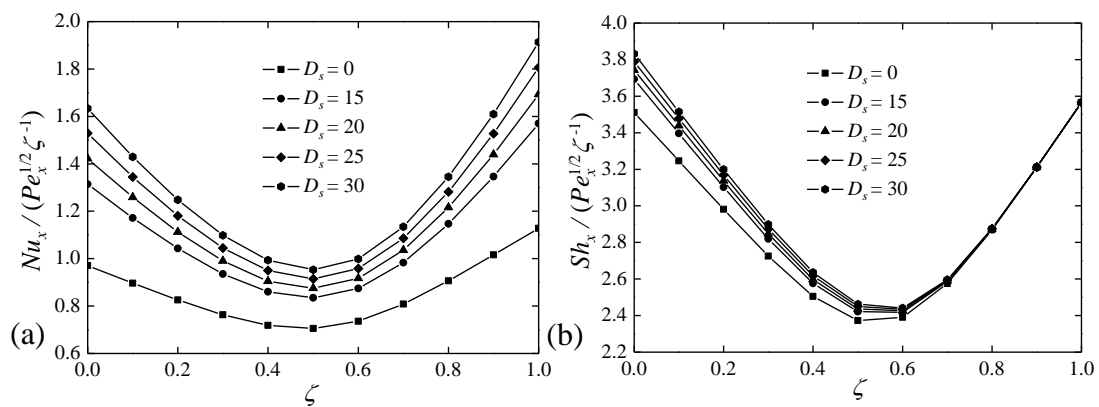 2.0
1.8
1.6
1.4
1.2
1.0
0.8
0.6
Nu_x / (Pe_x^{1/2} ζ^{-1})
D_s = 0
D_s = 15
D_s = 20
D_s = 25
D_s = 30
0.0 0.2 0.4 0.6 0.8 1.0
ζ
(a)
4.0
3.8
3.6
3.4
3.2
3.0
2.8
2.6
2.4
2.2
Sh_x / (Pe_x^{1/2} ζ^{-1})
D_s = 0
D_s = 15
D_s = 20
D_s = 25
D_s = 30
0.0 0.2 0.4 0.6 0.8 1.0
ζ
(b)